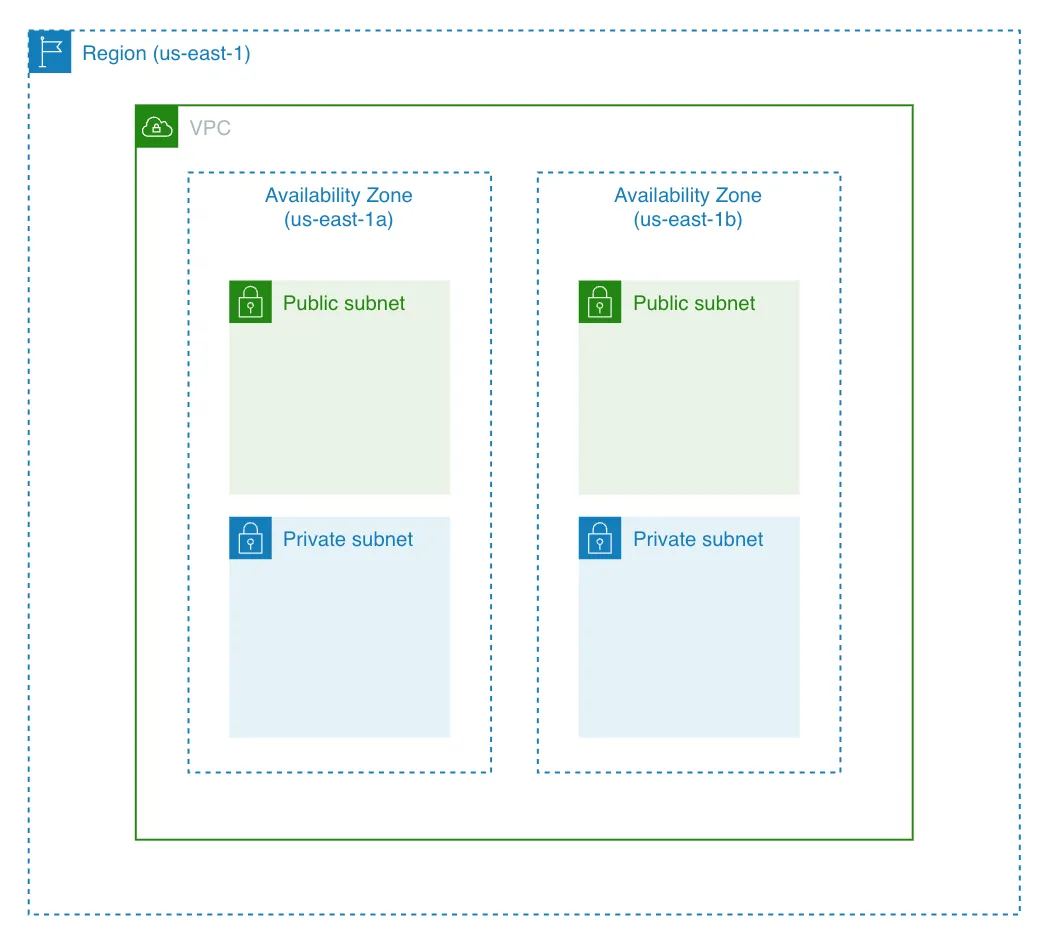 Region (us-east-1)
VPC
Availability Zone
(us-east-1a)
Public subnet
Private subnet
Availability Zone
(us-east-1b)
Public subnet
Private subnet